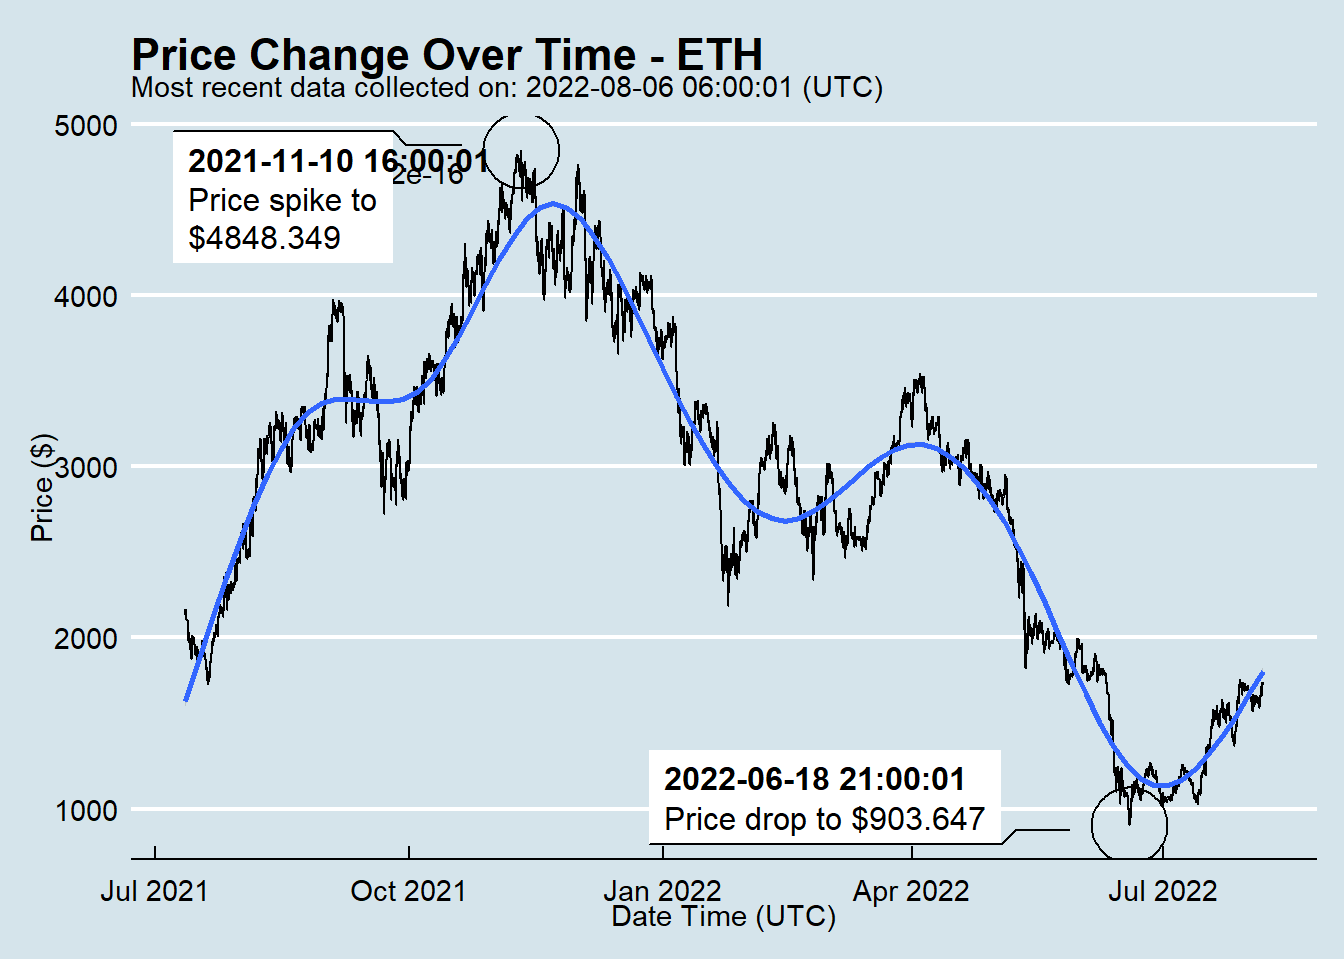 Price Change Over Time - ETH
Most recent data collected on: 2022-08-06 06:00:01 (UTC)
5000
2021-11-10 16:00:01
2e-16
Price spike to
$4848.349
4000
3000
Price ($)
2000
2022-06-18 21:00:01
Price drop to $903.647
1000
Jul 2021
Oct 2021
Jan 2022
Apr 2022
Jul 2022
Date Time (UTC)